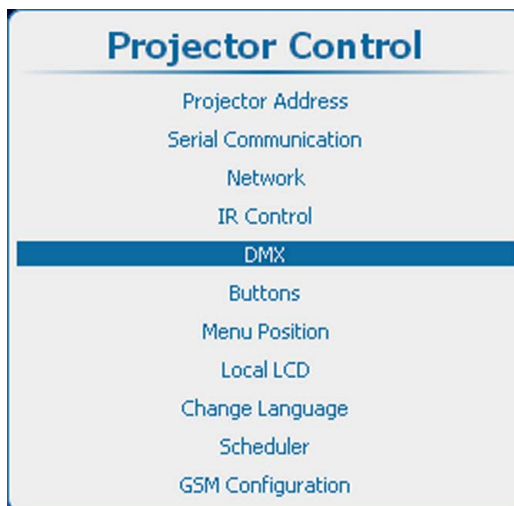 Projector Control
Projector Address
Serial Communication
Network
IR Control
DMX
Buttons
Menu Position
Local LCD
Change Language
Scheduler
GSM Configuration